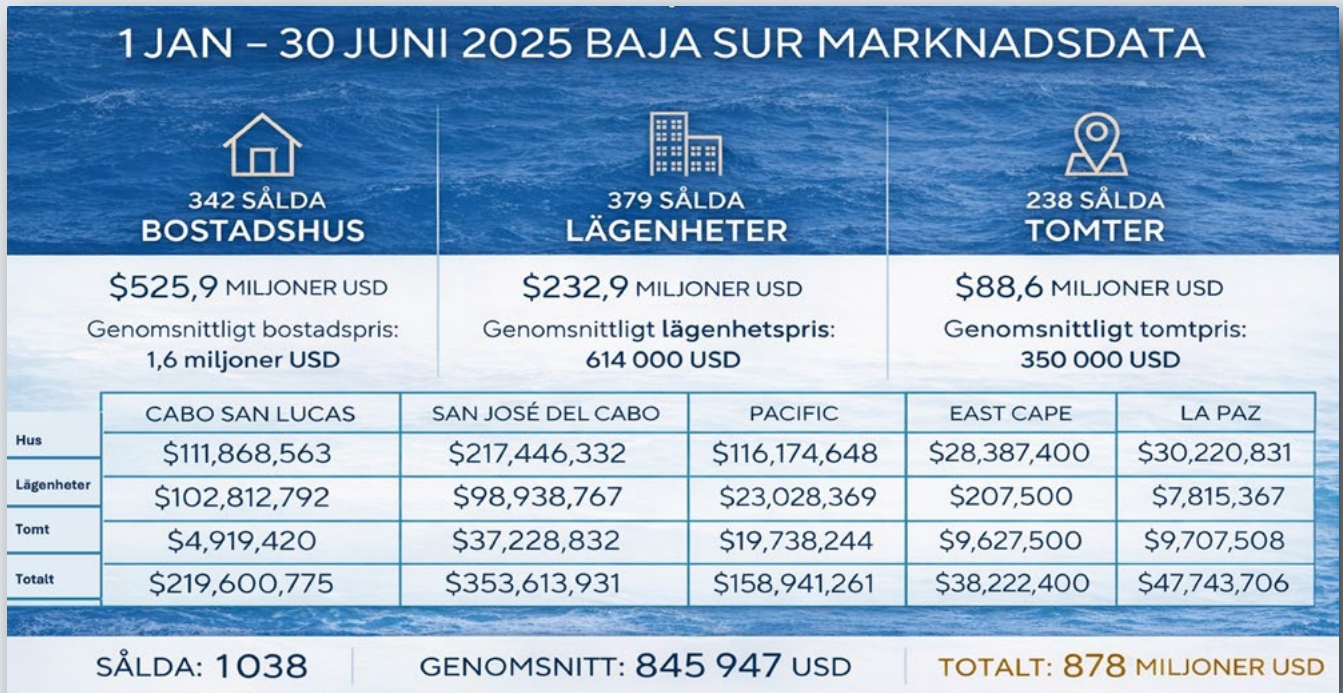 1 JAN – 30 JUNI 2025 BAJA SUR MARKNADSDATA
342 SÅLDA
BOSTADSHUS
379 SÅLDA
LÄGENHETER
238 SÅLDA
TOMTER
$525,9 MILJONER USD
Genomsnittligt bostadspris:
1,6 miljoner USD
$232,9 MILJONER USD
Genomsnittligt lägenhetspris:
614 000 USD
$88,6 MILJONER USD
Genomsnittligt tomtpris:
350 000 USD
CABO SAN LUCAS SAN JOSÉ DEL CABO PACIFIC EAST CAPE LA PAZ
Hus $111,868,563 $217,446,332 $116,174,648 $28,387,400 $30,220,831
Lägenheter $102,812,792 $98,938,767 $23,028,369 $207,500 $7,815,367
Tomt $4,919,420 $37,228,832 $19,738,244 $9,627,500 $9,707,508
Totalt $219,600,775 $353,613,931 $158,941,261 $38,222,400 $47,743,706
SÅLDA: 1038 GENOMSNITT: 845 947 USD TOTALT: 878 MILJONER USD